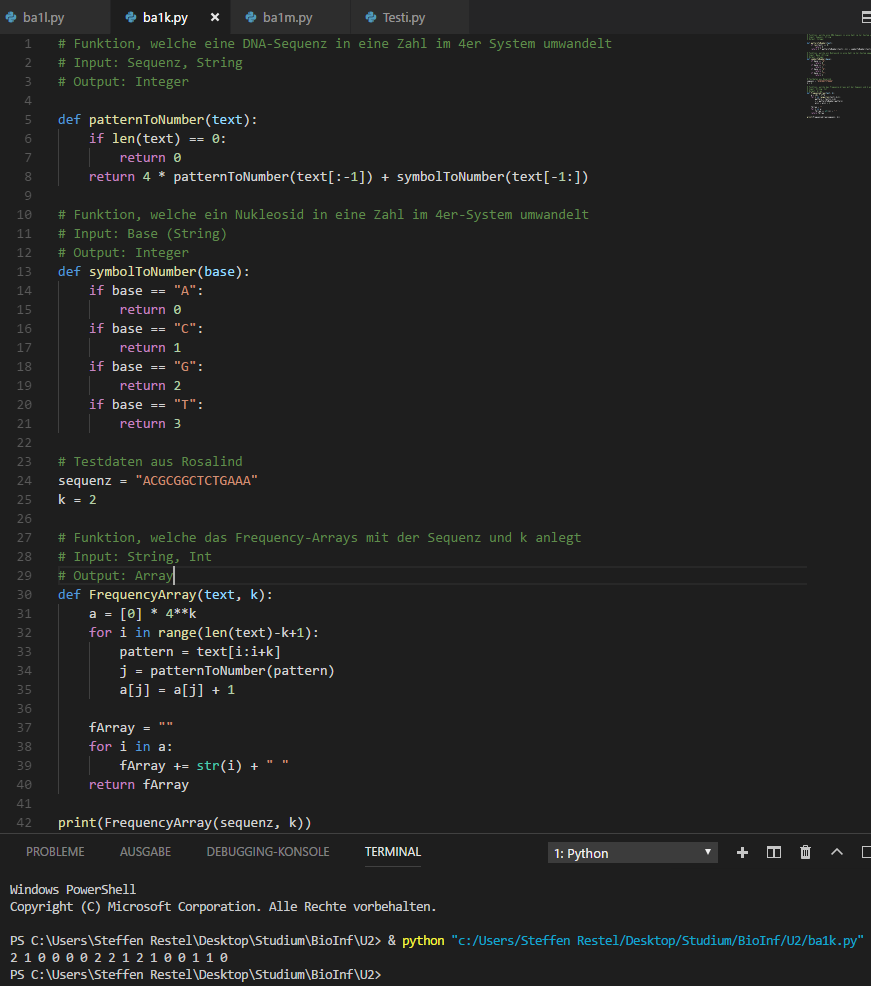 ba1l.py ba1k.py × ba1m.py Testi.py
1 # Funktion, welche eine DNA-Sequenz in eine Zahl im 4er System umwandelt
2 # Input: Sequenz, String
3 # Output: Integer
4
5 def patternToNumber(text):
6 if len(text) == 0:
7 return 0
8 return 4 * patternToNumber(text[:-1]) + symbolToNumber(text[-1:])
9
10 # Funktion, welche ein Nukleosid in eine Zahl im 4er-System umwandelt
11 # Input: Base (String)
12 # Output: Integer
13 def symbolToNumber(base):
14 if base == "A":
15 return 0
16 if base == "C":
17 return 1
18 if base == "G":
19 return 2
20 if base == "T":
21 return 3
22
23 # Testdaten aus Rosalind
24 sequenz = "ACGCGGCTCTGAAA"
25 k = 2
26
27 # Funktion, welche das Frequency-Arrays mit der Sequenz und k anlegt
28 # Input: String, Int
29 # Output: Array
30 def FrequencyArray(text, k):
31 a = [0] * 4**k
32 for i in range(len(text)-k+1):
33 pattern = text[i:i+k]
34 j = patternToNumber(pattern)
35 a[j] = a[j] + 1
36
37 fArray = ""
38 for i in a:
39 fArray += str(i) + " "
40 return fArray
41
42 print(FrequencyArray(sequenz, k))
PROBLEME AUSGABE DEBUGGING-KONSOLE TERMINAL 1: Python
Windows PowerShell
Copyright (C) Microsoft Corporation. Alle Rechte vorbehalten.
PS C:\Users\Steffen Restel\Desktop\Studium\BioInf\U2> & python "c:/Users/Steffen Restel/Desktop/Studium/BioInf/U2/ba1k.py"
2 1 0 0 0 0 2 2 1 2 1 0 0 1 1 0
PS C:\Users\Steffen Restel\Desktop\Studium\BioInf\U2>